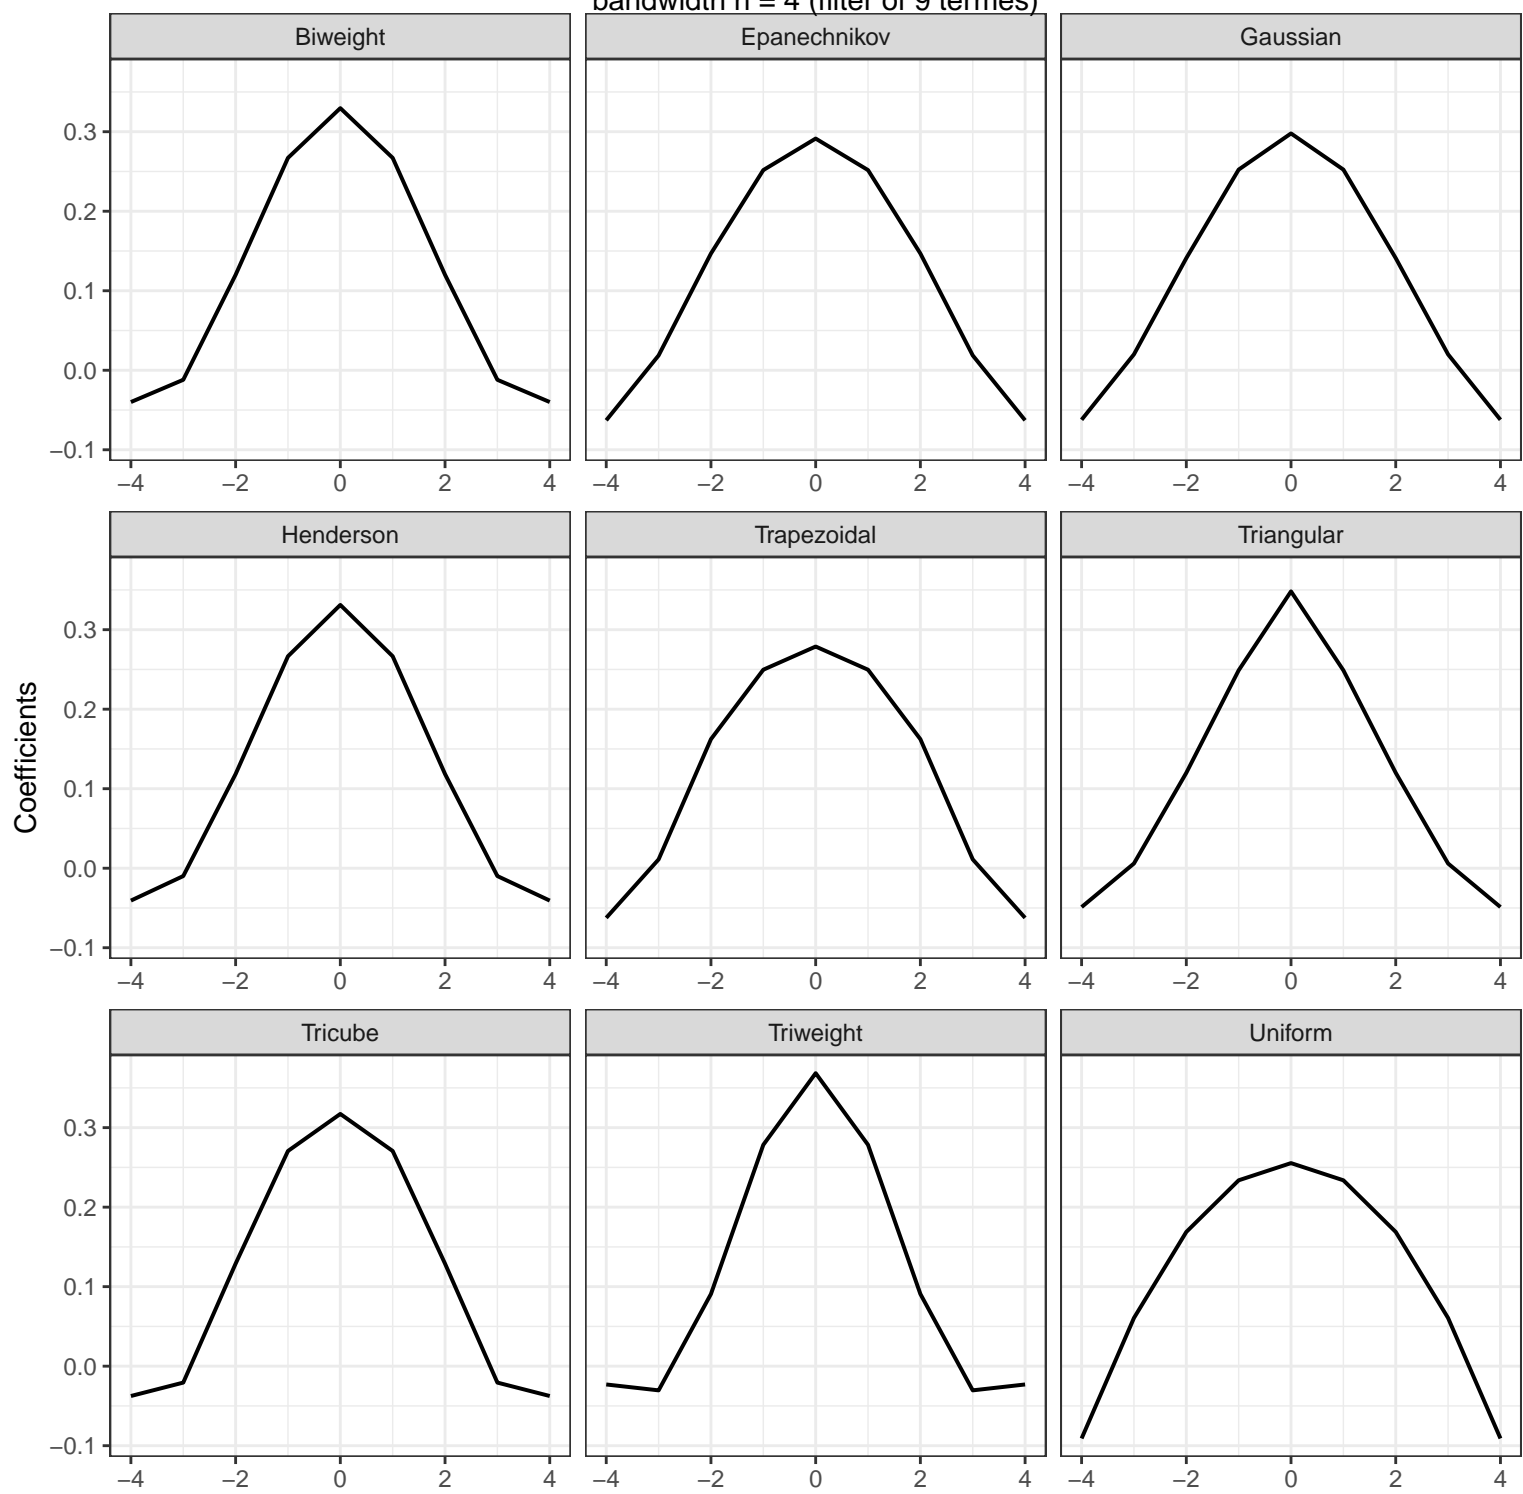 bandwidth h = 4 (filter of 9 termes)
Biweight Epanechnikov Gaussian
0.3
0.2
0.1
0.0
−0.1
−4 −2 0 2 4 −4 −2 0 2 4 −4 −2 0 2 4
Henderson Trapezoidal Triangular
0.3
0.2
0.1
0.0
−0.1
Coefficients
−4 −2 0 2 4 −4 −2 0 2 4 −4 −2 0 2 4
Tricube Triweight Uniform
0.3
0.2
0.1
0.0
−0.1
−4 −2 0 2 4 −4 −2 0 2 4 −4 −2 0 2 4